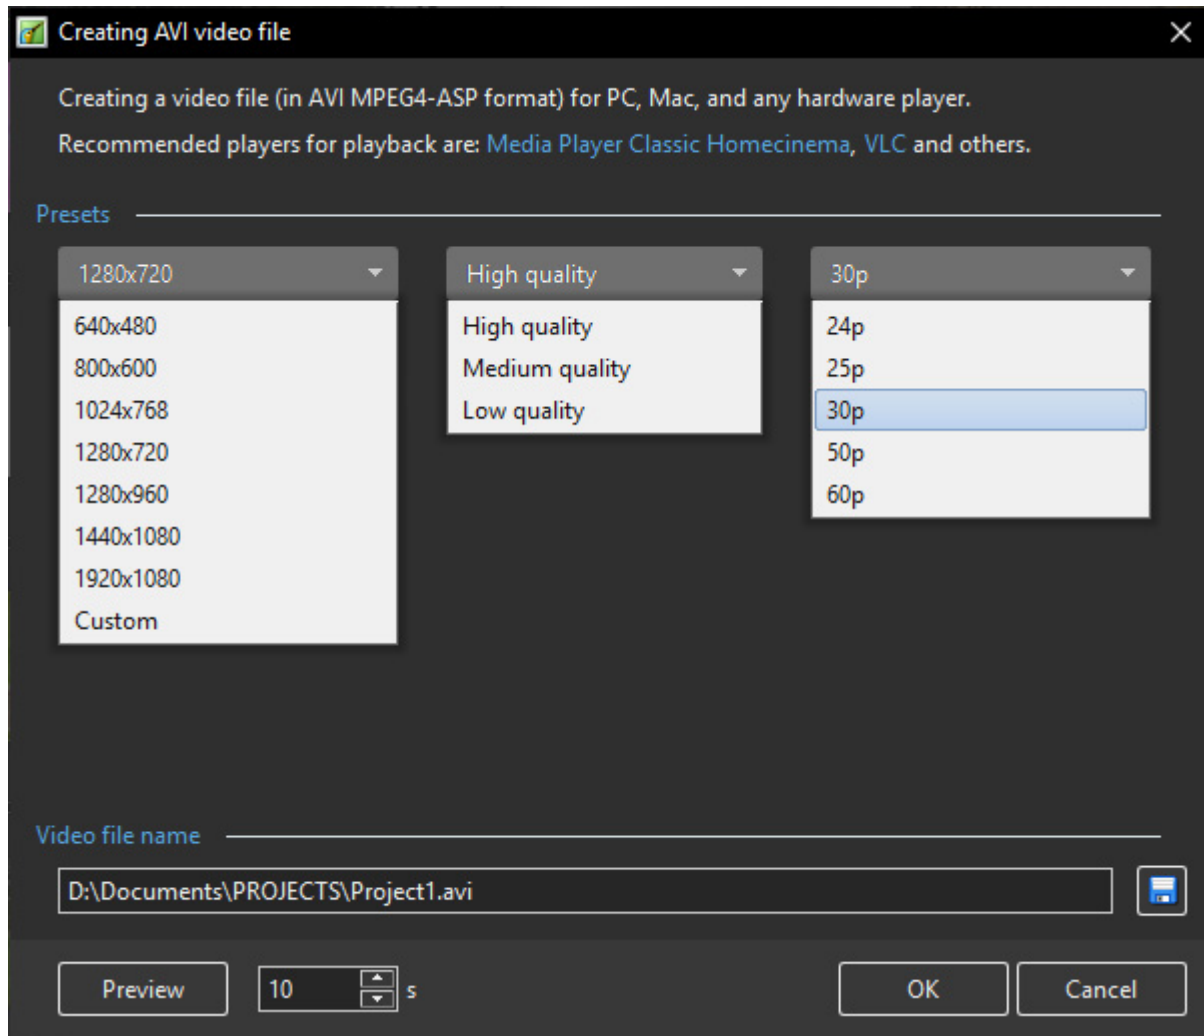 Creating AVI video file
Creating a video file (in AVI MPEG4-ASP format) for PC, Mac, and any hardware player.
Recommended players for playback are: Media Player Classic Homecinema, VLC and others.
Presets
1280x720
640x480
800x600
1024x768
1280x720
1280x960
1440x1080
1920x1080
Custom
High quality
High quality
Medium quality
Low quality
30p
24p
25p
30p
50p
60p
Video file name
D:\Documents\PROJECTS\Project1.avi
Preview 10 s OK Cancel